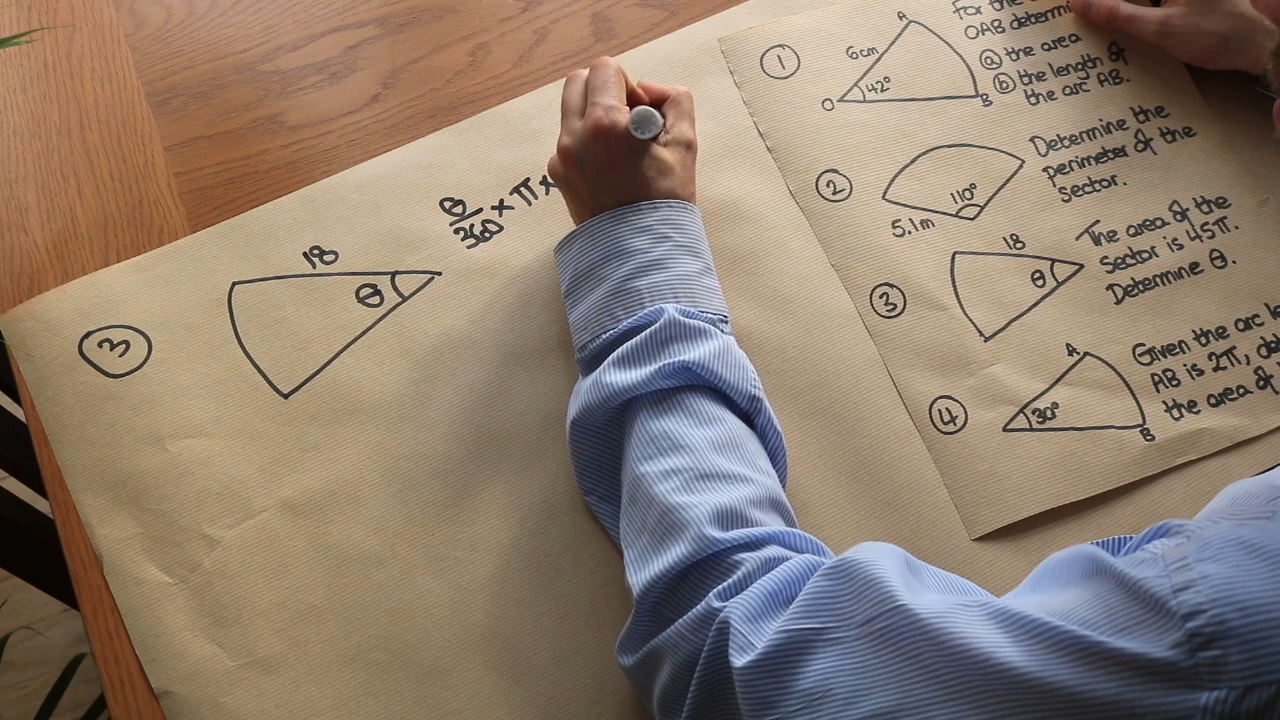 3
18
θ
θ/360 × π ×
1
6cm
A
42°
O
B
For the
OAB
(a) the area
(b) the length of
the arc AB.
2
110°
5.1m
Determine the
perimeter of the
sector.
3
18
θ
The area of the
sector is 45π.
Determine θ.
4
A
30°
B
Given the arc
AB is 2π,
the area of